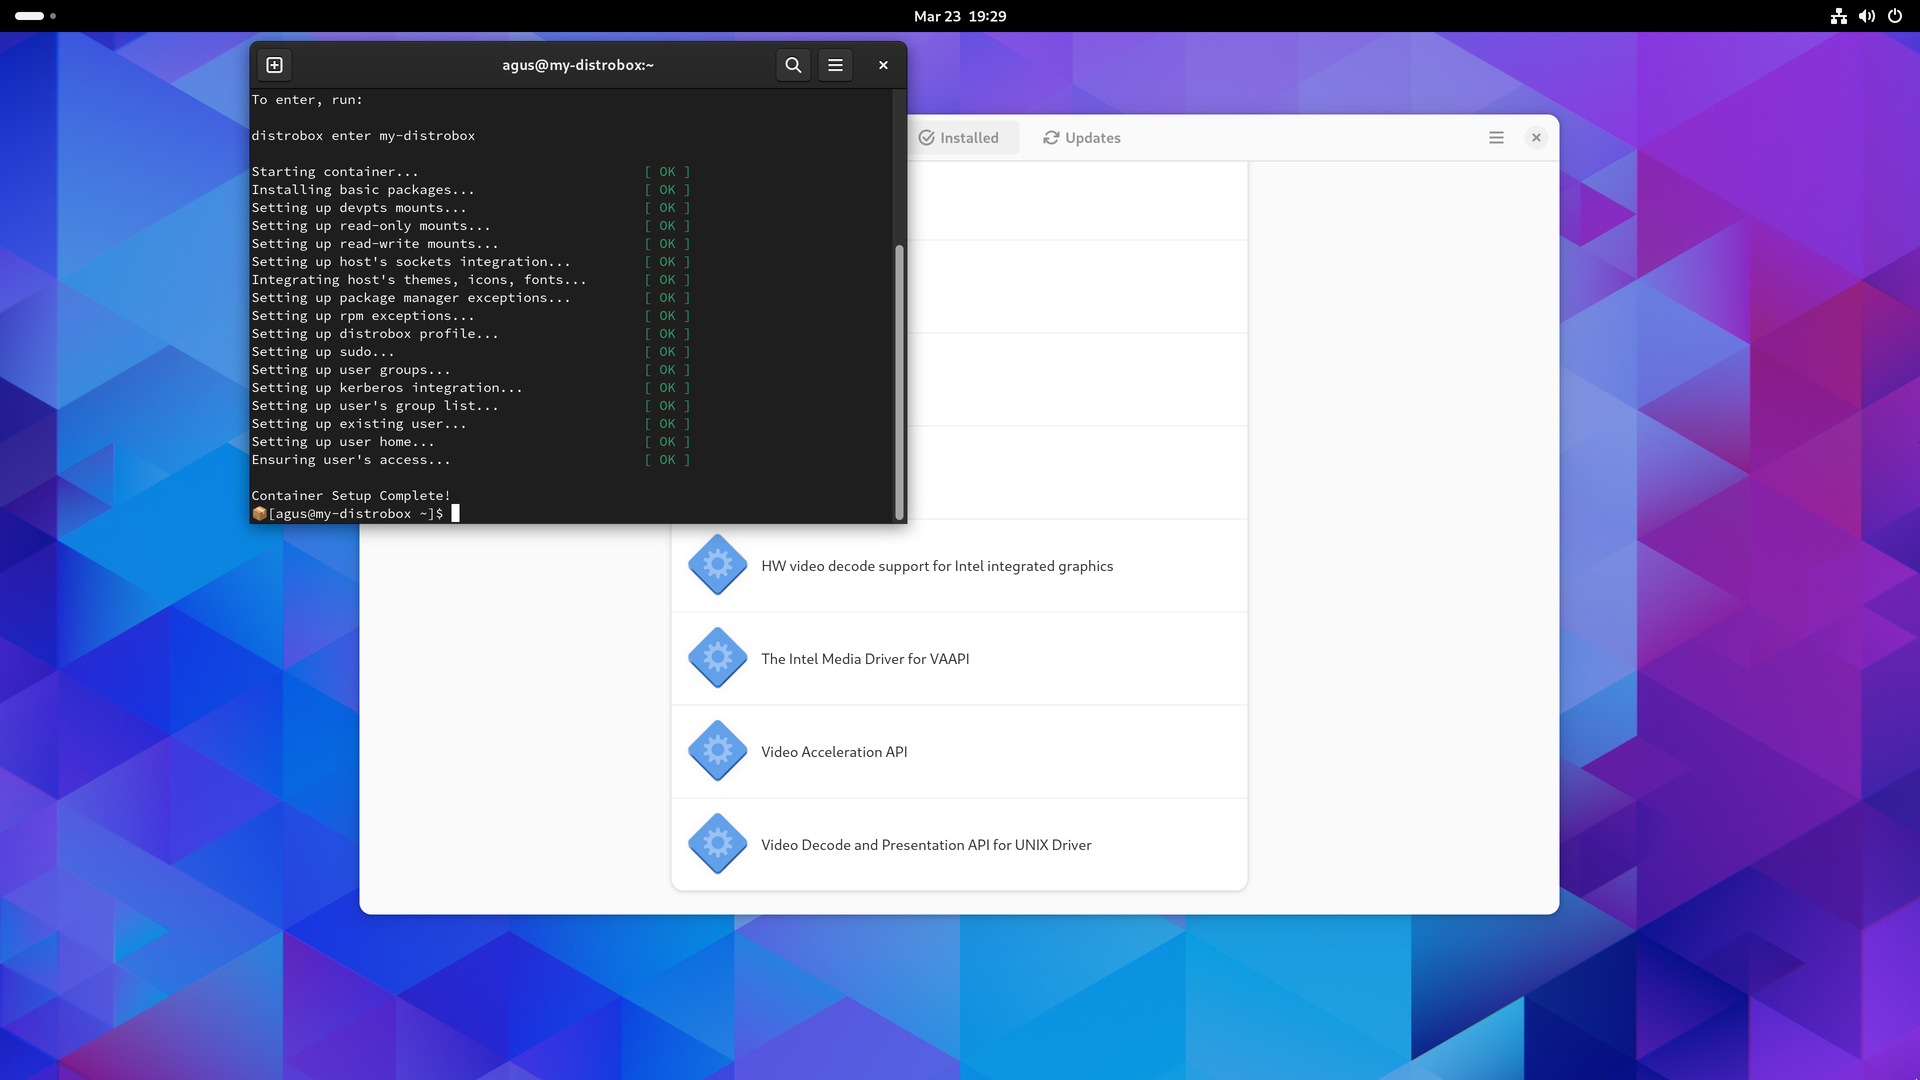 Mar 23 19:29
agus@my-distrobox:~
To enter, run:
distrobox enter my-distrobox
Starting container... [ OK ]
Installing basic packages... [ OK ]
Setting up devpts mounts... [ OK ]
Setting up read-only mounts... [ OK ]
Setting up read-write mounts... [ OK ]
Setting up host's sockets integration... [ OK ]
Integrating host's themes, icons, fonts... [ OK ]
Setting up package manager exceptions... [ OK ]
Setting up rpm exceptions... [ OK ]
Setting up distrobox profile... [ OK ]
Setting up sudo... [ OK ]
Setting up user groups... [ OK ]
Setting up kerberos integration... [ OK ]
Setting up user's group list... [ OK ]
Setting up existing user... [ OK ]
Setting up user home... [ OK ]
Ensuring user's access... [ OK ]
Container Setup Complete!
[agus@my-distrobox ~]$
Installed
Updates
HW video decode support for Intel integrated graphics
The Intel Media Driver for VAAPI
Video Acceleration API
Video Decode and Presentation API for UNIX Driver